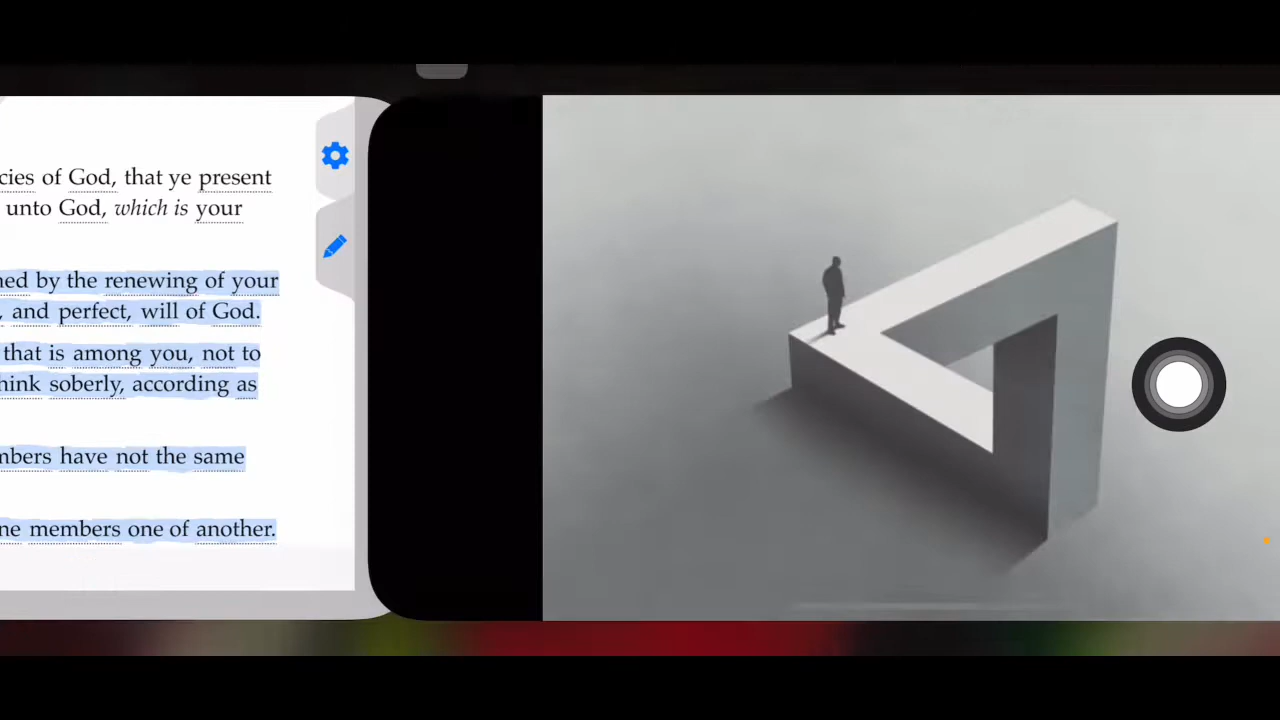 cies of God, that ye present
unto God, which is your
ned by the renewing of your
, and perfect, will of God.
that is among you, not to
hink soberly, according as
mbers have not the same
ne members one of another.